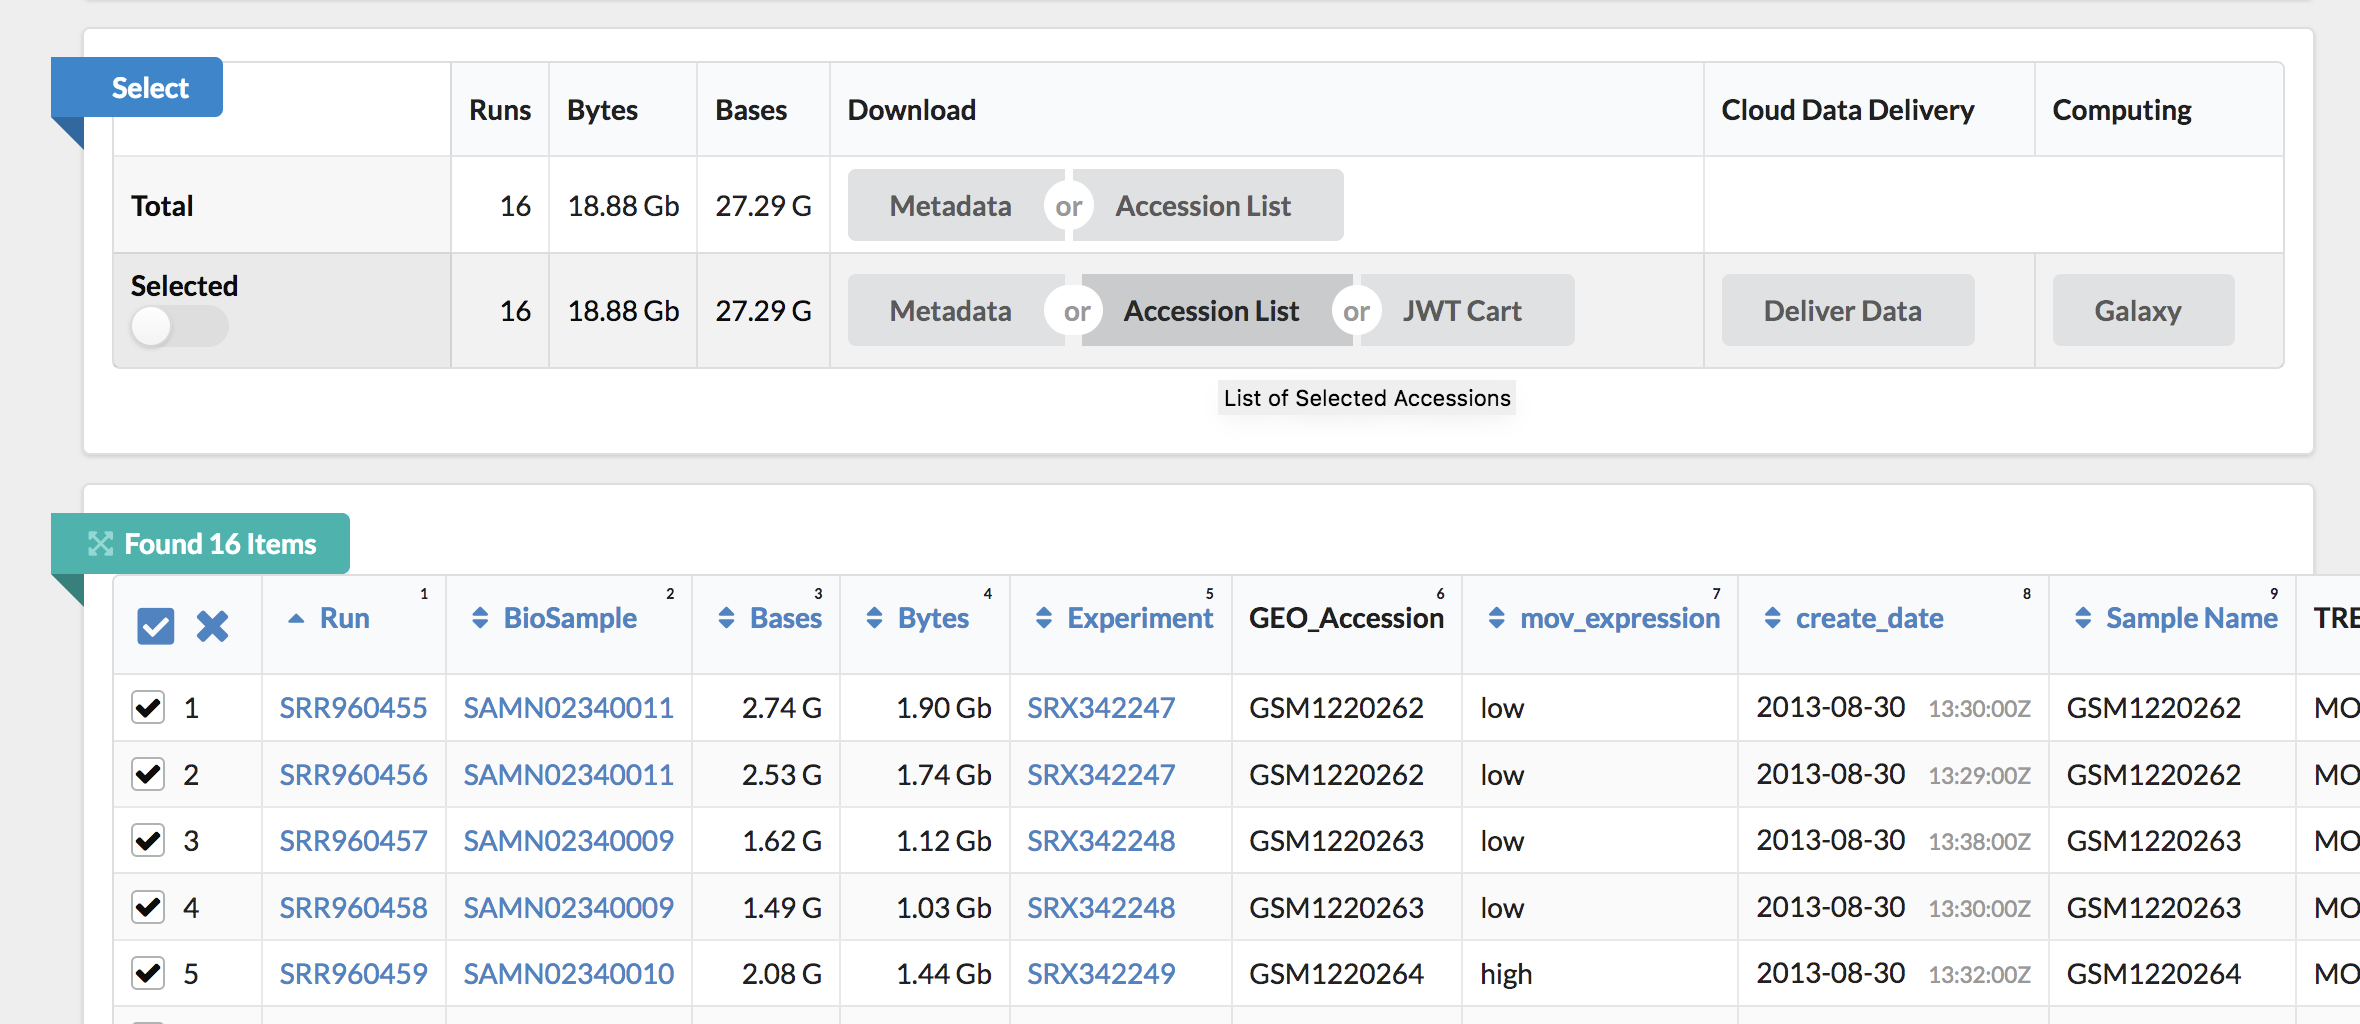 Select
Runs Bytes Bases Download Cloud Data Delivery Computing
Total 16 18.88 Gb 27.29 G Metadata or Accession List
Selected 16 18.88 Gb 27.29 G Metadata or Accession List or JWT Cart Deliver Data Galaxy
List of Selected Accessions
Found 16 Items
1 2 3 4 5 6 7 8 9
Run BioSample Bases Bytes Experiment GEO_Accession mov_expression create_date Sample Name TRE
1 SRR960455 SAMN02340011 2.74 G 1.90 Gb SRX342247 GSM1220262 low 2013-08-30 13:30:00Z GSM1220262 MO
2 SRR960456 SAMN02340011 2.53 G 1.74 Gb SRX342247 GSM1220262 low 2013-08-30 13:29:00Z GSM1220262 MO
3 SRR960457 SAMN02340009 1.62 G 1.12 Gb SRX342248 GSM1220263 low 2013-08-30 13:38:00Z GSM1220263 MO
4 SRR960458 SAMN02340009 1.49 G 1.03 Gb SRX342248 GSM1220263 low 2013-08-30 13:30:00Z GSM1220263 MO
5 SRR960459 SAMN02340010 2.08 G 1.44 Gb SRX342249 GSM1220264 high 2013-08-30 13:32:00Z GSM1220264 MO